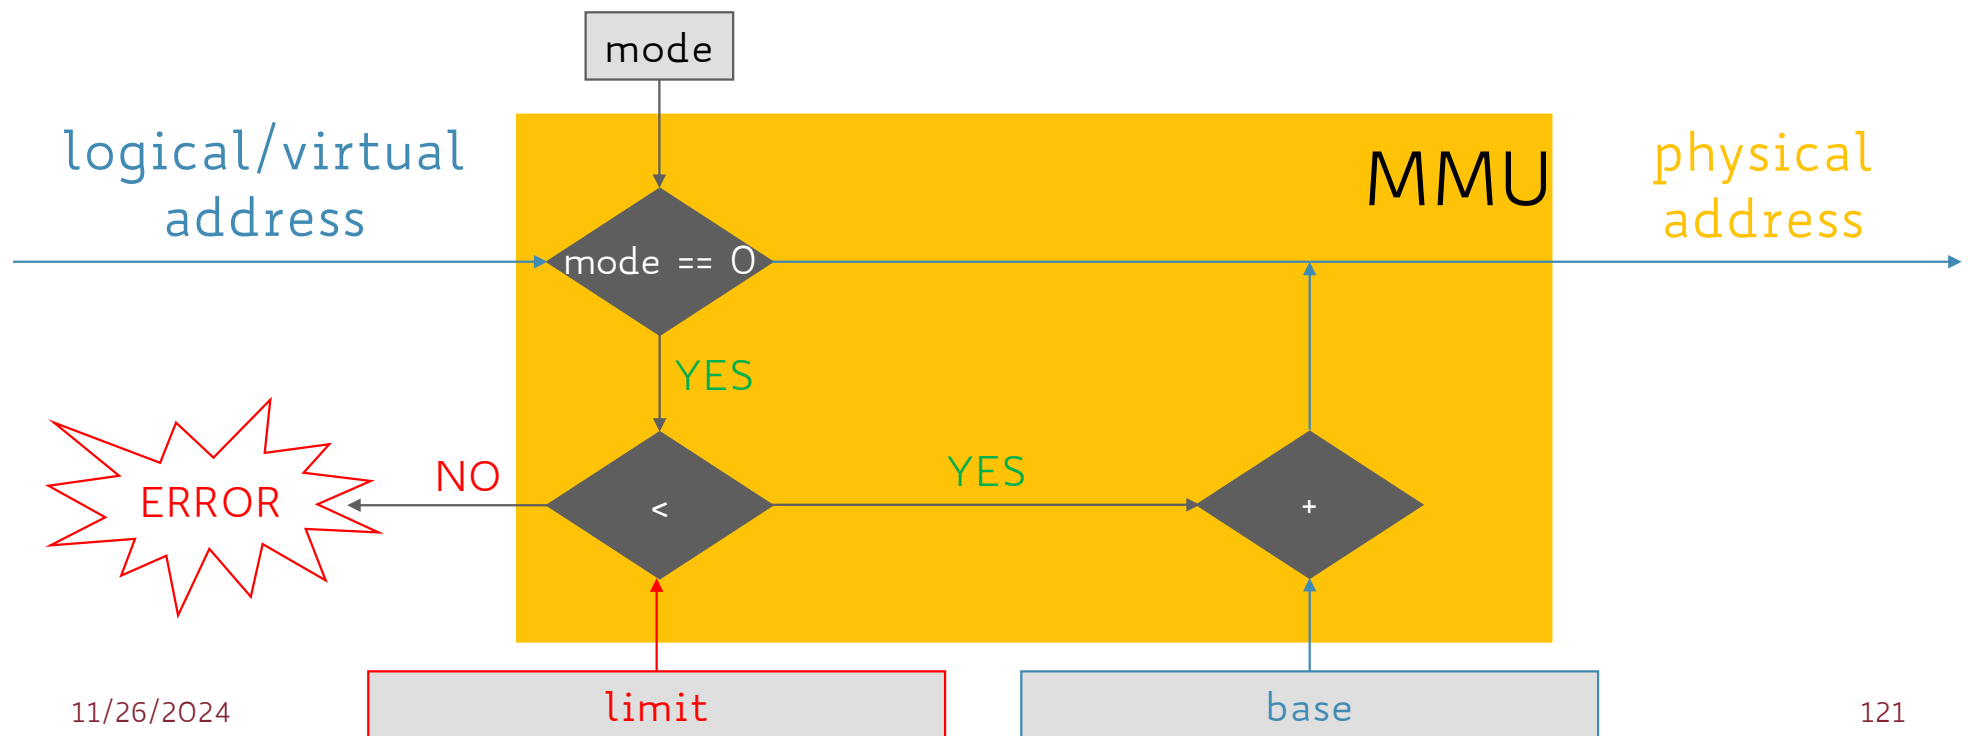 mode
logical/virtual
address
MMU
physical
address
mode == 0
YES
NO
ERROR
<
YES
+
limit
base
11/26/2024
121